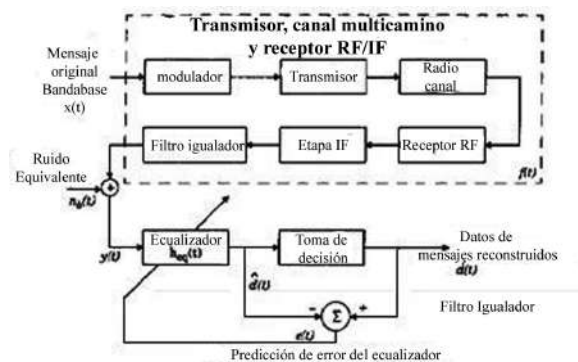 Transmisor, canal multicamino
y receptor RF/IF
Mensaje
original
Bandabase
x(t)
modulador
Transmisor
Radio
canal
Filtro igualador
Etapa IF
Receptor RF
f(t)
Ruido
Equivalente
n_b(t)
+
y(t)
Ecualizador
h_eq(t)
Toma de
decisión
Datos de
mensajes reconstruidos
d(t)
d̂(t)
-
Σ
+
e(t)
Filtro Igualador
Predicción de error del ecualizador